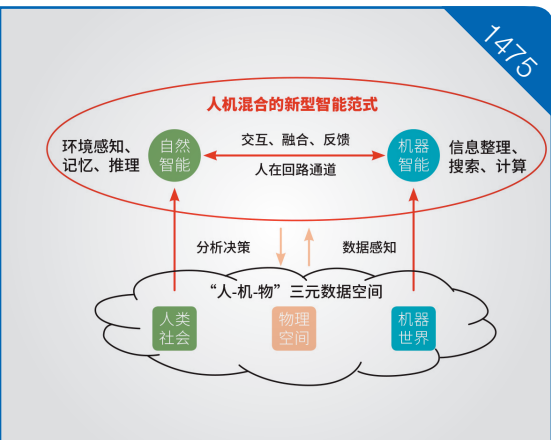 1475
人机混合的新型智能范式
环境感知、
记忆、推理
自然
智能
交互、融合、反馈
人在回路通道
机器
智能
信息整理、
搜索、计算
分析决策
数据感知
“人-机-物”三元数据空间
人类
社会
物理
空间
机器
世界